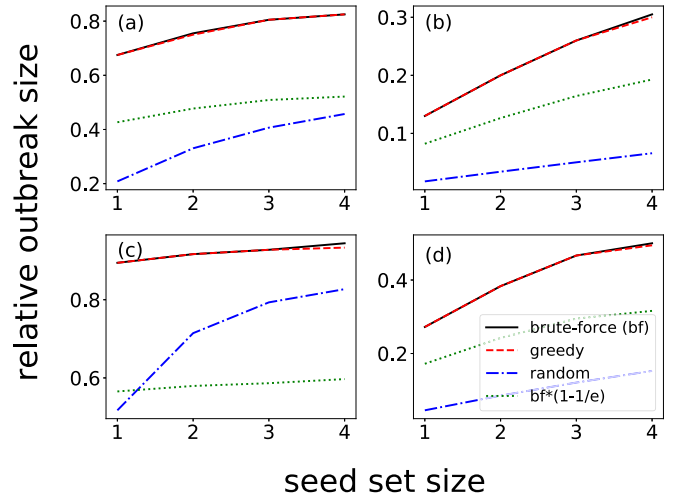 relative outbreak size
(a)
0.8
0.6
0.4
0.2
1 2 3 4
(b)
0.3
0.2
0.1
1 2 3 4
(c)
0.8
0.6
1 2 3 4
(d)
0.4
0.2
1 2 3 4
brute-force (bf)
greedy
random
bf*(1-1/e)
seed set size